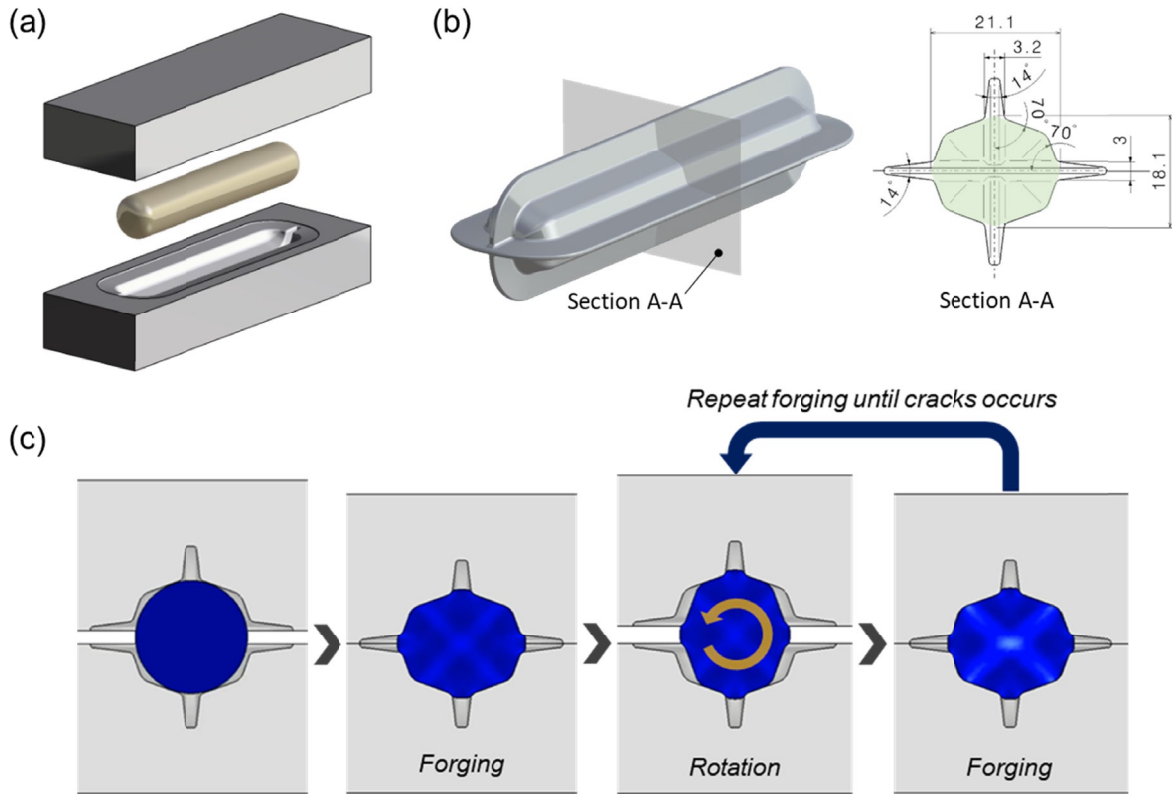 (a)
(b)
Section A-A
21.1
3.2
14°
70°
70°
3
18.1
14°
Section A-A
Repeat forging until cracks occurs
(c)
Forging
Rotation
Forging